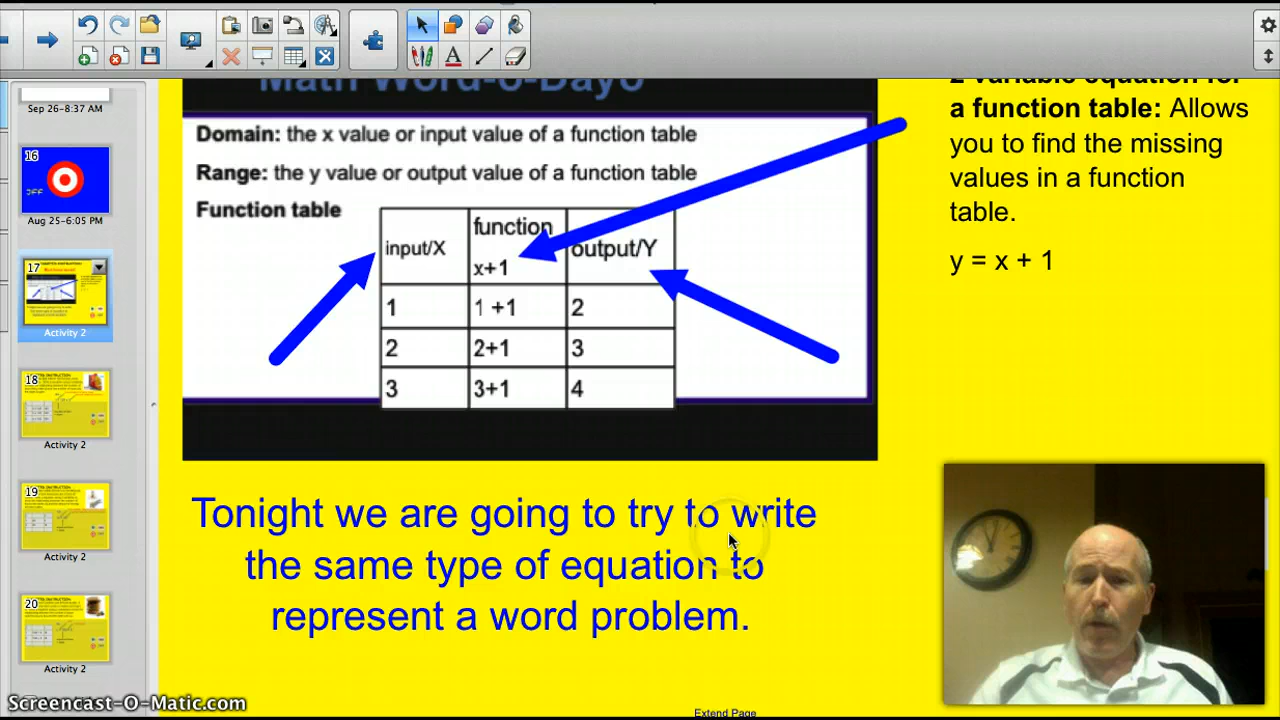 Math Word-o-Dayo
Domain: the x value or input value of a function table
Range: the y value or output value of a function table
Function table
input/X function x+1 output/Y
1 1 +1 2
2 2+1 3
3 3+1 4
2 variable equation for
a function table: Allows
you to find the missing
values in a function
table.
y = x + 1
Tonight we are going to try to write
the same type of equation to
represent a word problem.
Sep 26-8:37 AM
16
OFF
Aug 25-6:05 PM
17
Activity 2
18
Activity 2
19
Activity 2
20
Activity 2
Screencast-O-Matic.com
Extend Page